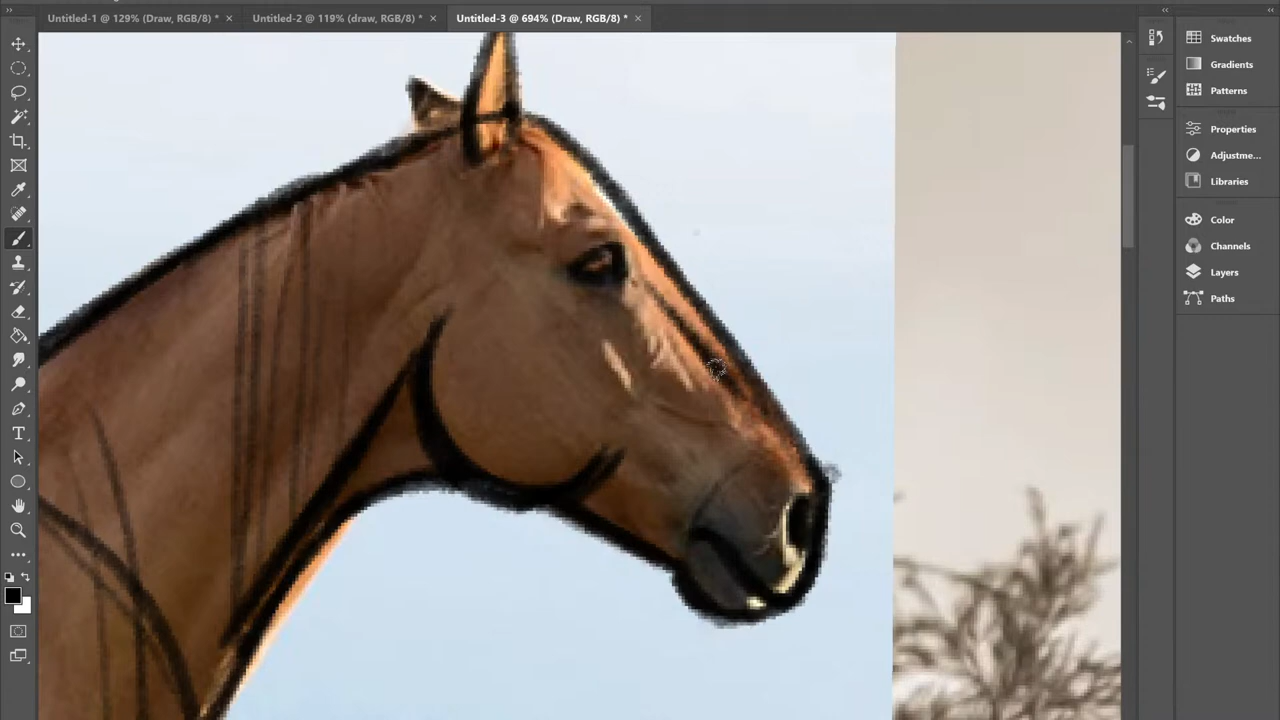 Untitled-1 @ 129% (Draw, RGB/8) *
Untitled-2 @ 119% (draw, RGB/8) *
Untitled-3 @ 694% (Draw, RGB/8) *
Swatches
Gradients
Patterns
Properties
Adjustme...
Libraries
Color
Channels
Layers
Paths